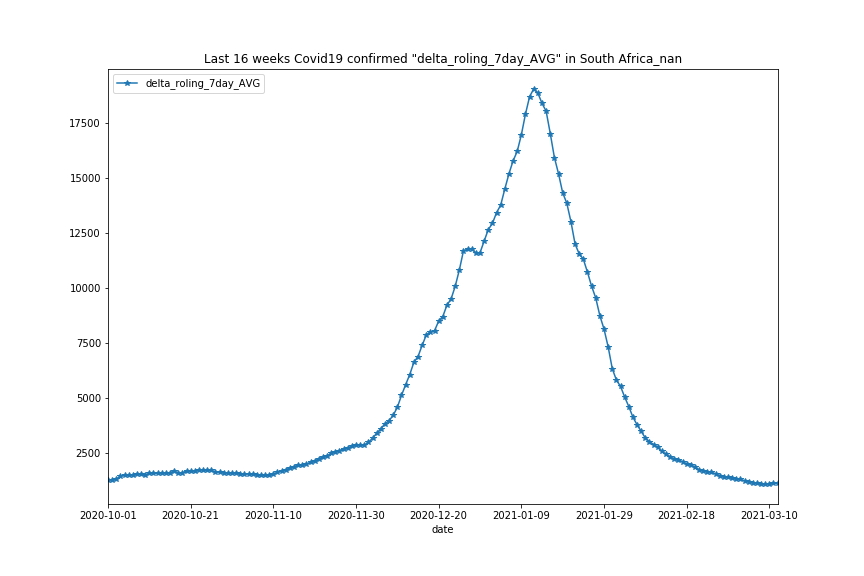 Last 16 weeks Covid19 confirmed "delta_roling_7day_AVG" in South Africa_nan
delta_roling_7day_AVG
17500
15000
12500
10000
7500
5000
2500
2020-10-01 2020-10-21 2020-11-10 2020-11-30 2020-12-20 2021-01-09 2021-01-29 2021-02-18 2021-03-10
date